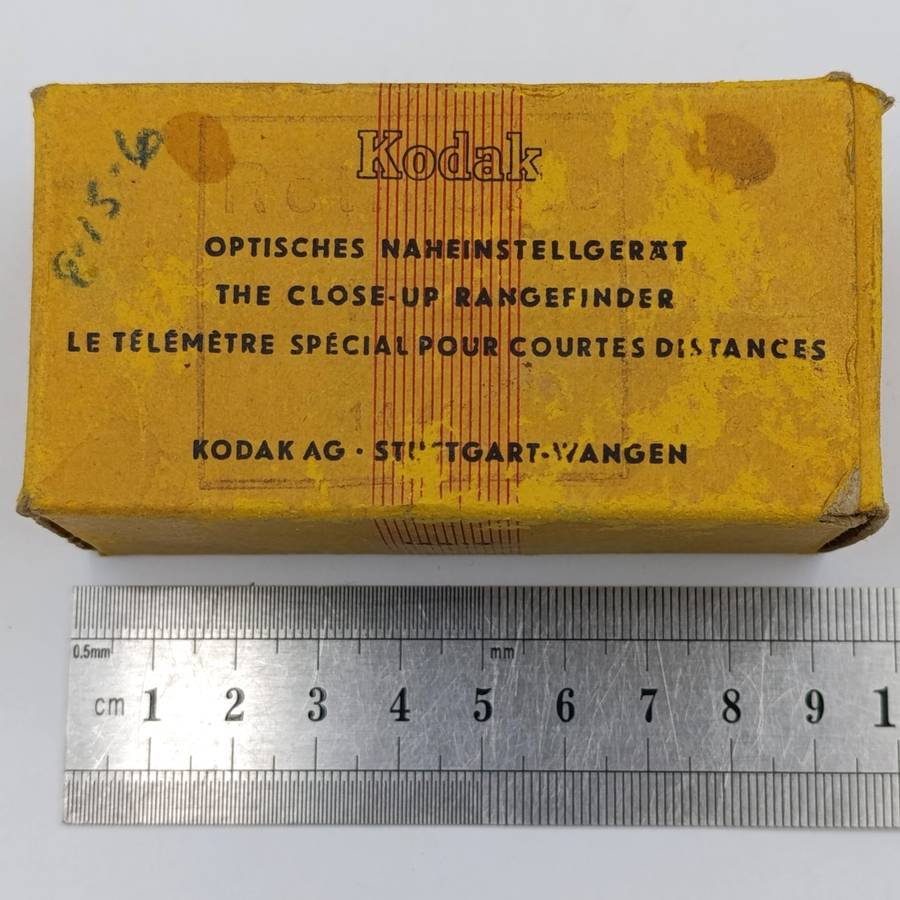 Kodak
OPTISCHES NAHEINSTELLGERÄT
THE CLOSE-UP RANGEFINDER
LE TÉLÉMÈTRE SPÉCIAL POUR COURTES DISTANCES
KODAK AG · STUTTGART-WANGEN
0.5mm mm
cm 1 2 3 4 5 6 7 8 9 1